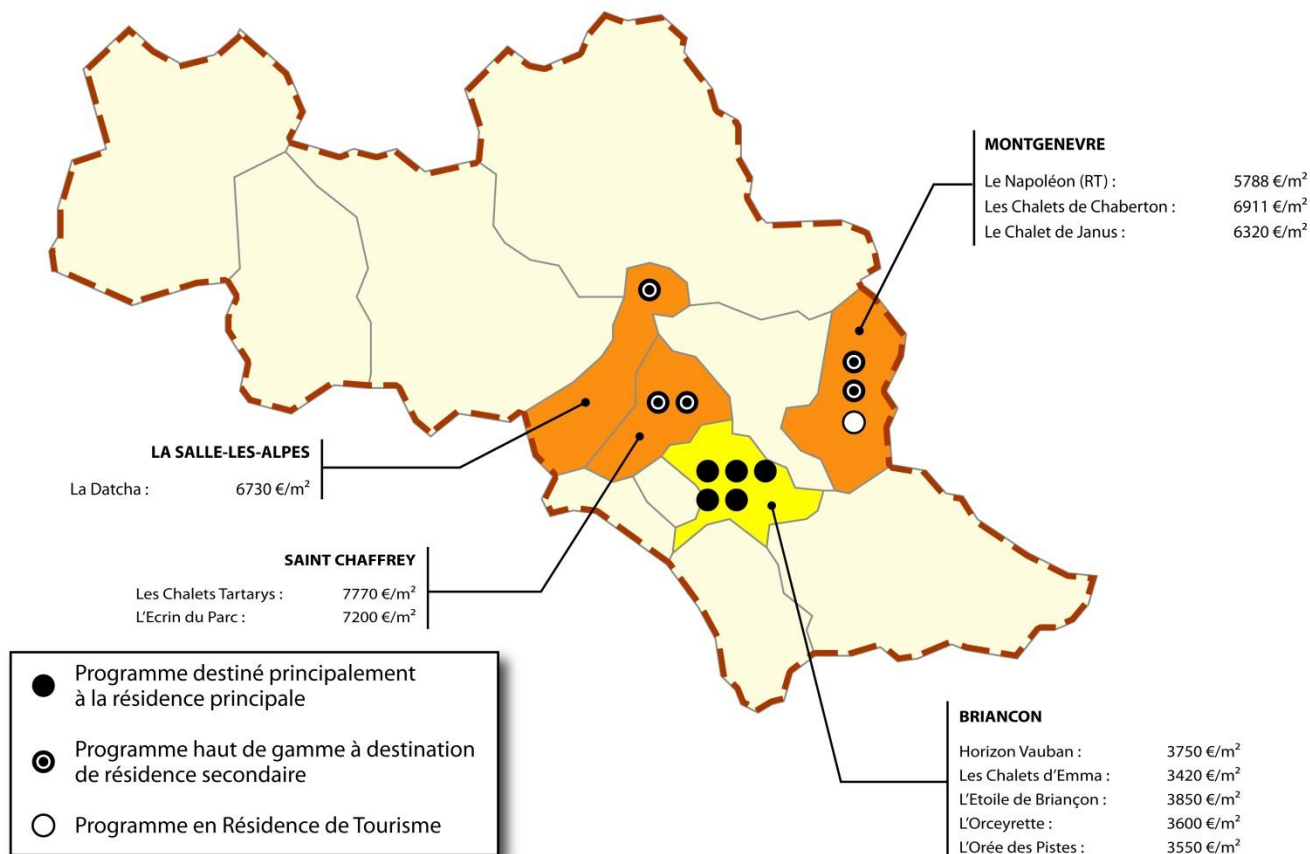 MONTGENEVRE
Le Napoléon (RT) : 5788 €/m²
Les Chalets de Chaberton : 6911 €/m²
Le Chalet de Janus : 6320 €/m²
LA SALLE-LES-ALPES
La Datcha : 6730 €/m²
SAINT CHAFFREY
Les Chalets Tartarys : 7770 €/m²
L'Ecrin du Parc : 7200 €/m²
Programme destiné principalement
à la résidence principale
Programme haut de gamme à destination
de résidence secondaire
Programme en Résidence de Tourisme
BRIANCON
Horizon Vauban : 3750 €/m²
Les Chalets d'Emma : 3420 €/m²
L'Etoile de Briançon : 3850 €/m²
L'Orceyrette : 3600 €/m²
L'Orée des Pistes : 3550 €/m²